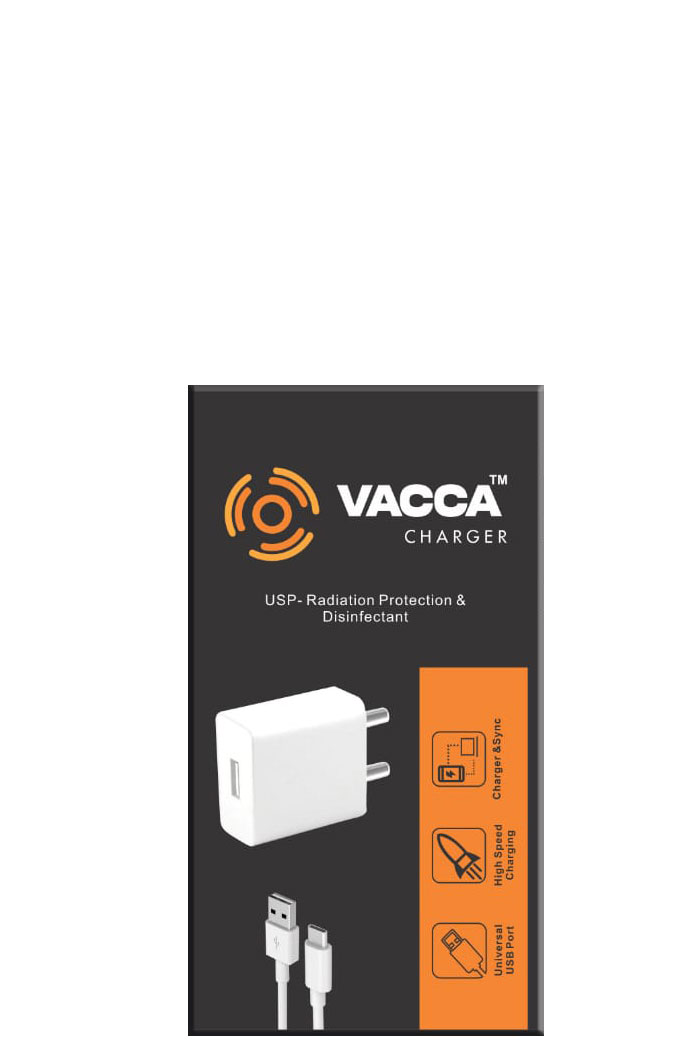 VACCA™
CHARGER
USP- Radiation Protection &
Disinfectant
Charger &Sync
High Speed
Charging
Universal
USB Port